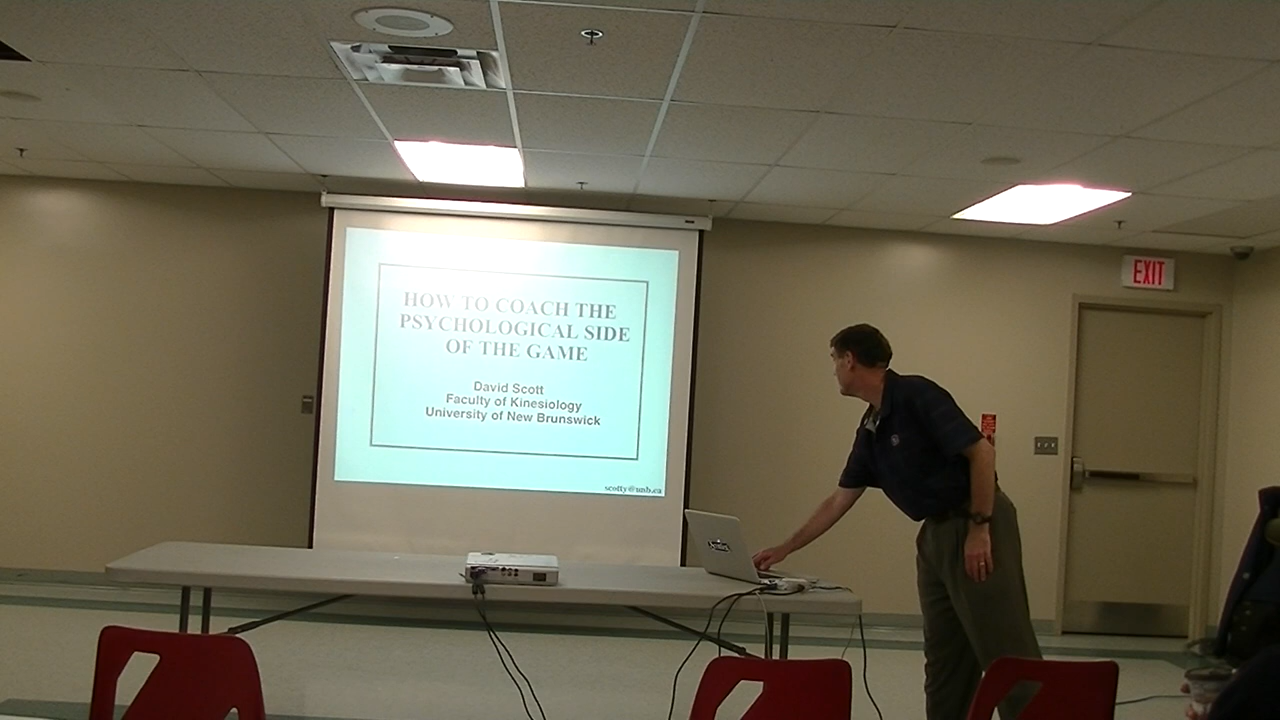 HOW TO COACH THE
PSYCHOLOGICAL SIDE
OF THE GAME
David Scott
Faculty of Kinesiology
University of New Brunswick
scotty@unb.ca
EXIT